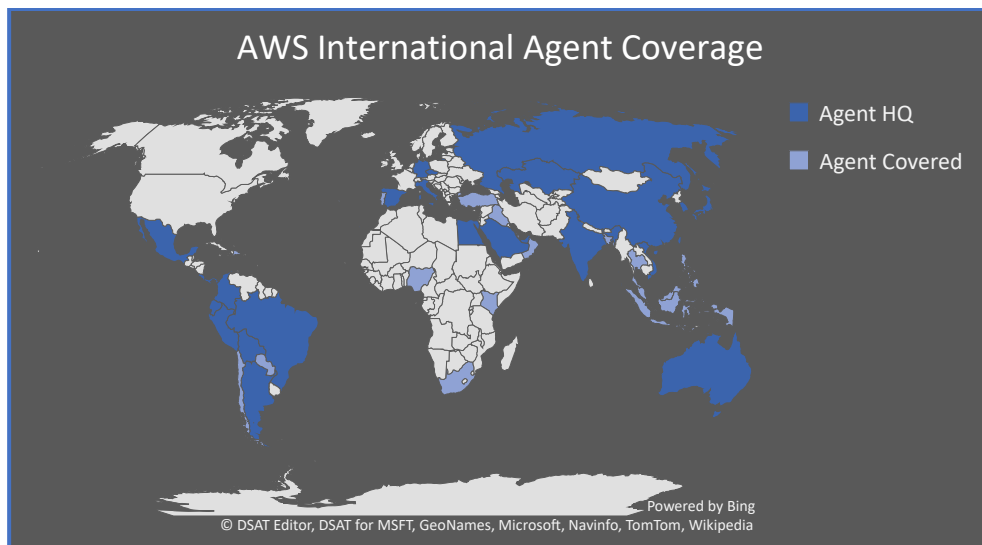 AWS International Agent Coverage
Agent HQ
Agent Covered
Powered by Bing
© DSAT Editor, DSAT for MSFT, GeoNames, Microsoft, Navinfo, TomTom, Wikipedia